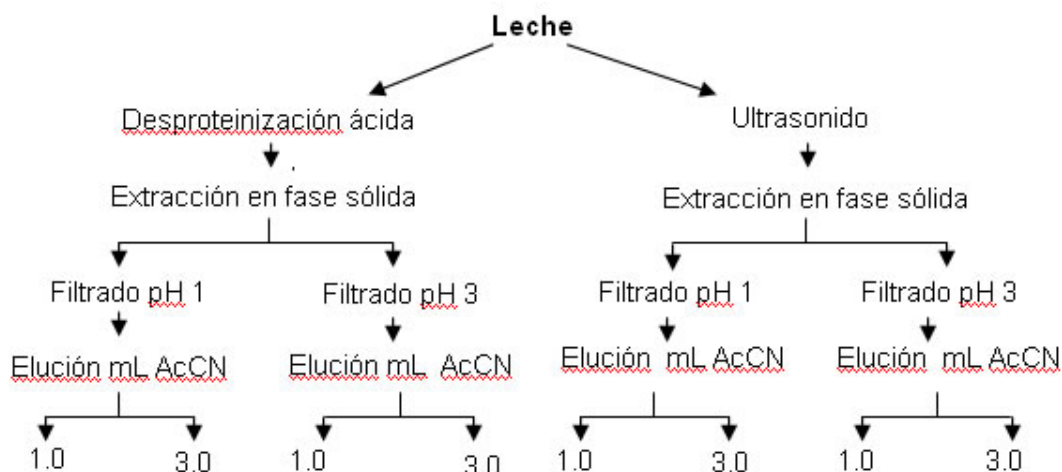 Leche
Desproteinización ácida
Ultrasonido
Extracción en fase sólida
Extracción en fase sólida
Filtrado pH 1
Filtrado pH 3
Filtrado pH 1
Filtrado pH 3
Elución mL AcCN
Elución mL AcCN
Elución mL AcCN
Elución mL AcCN
1.0
3.0
1.0
3.0
1.0
3.0
1.0
3.0